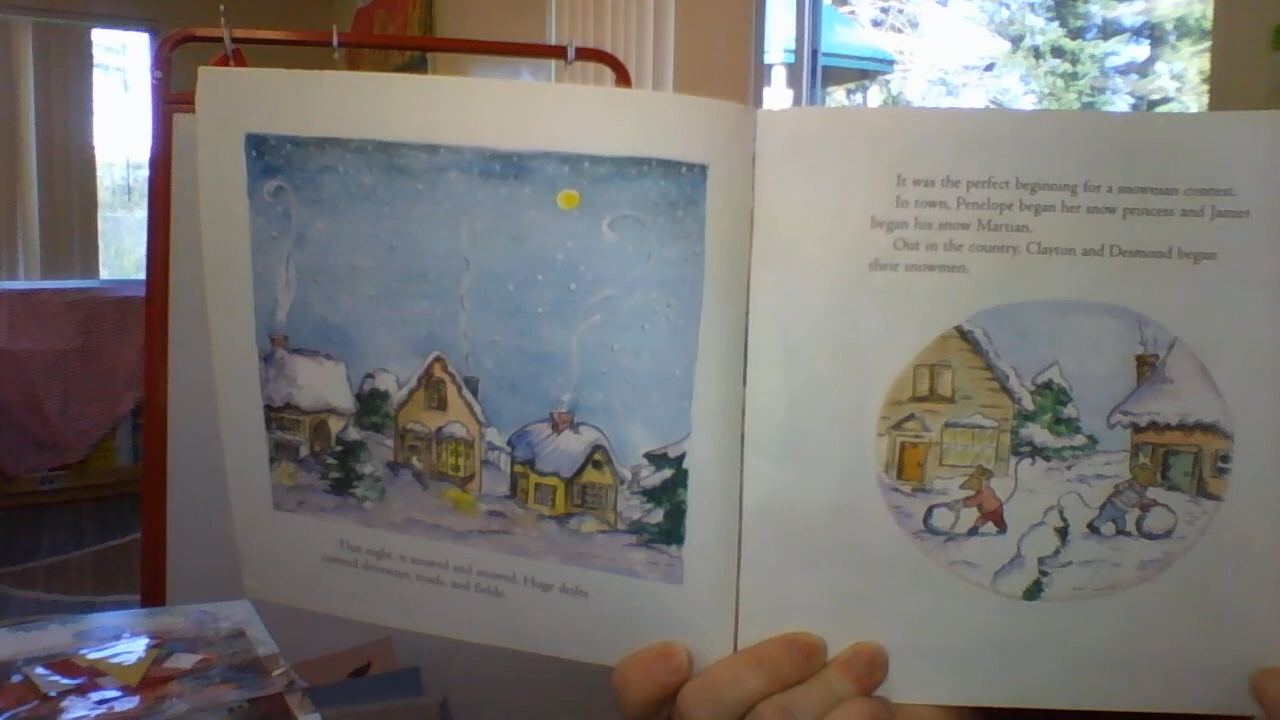 That night, it snowed and snowed. Huge drifts
covered driveways, roads, and fields.
It was the perfect beginning for a snowman contest.
In town, Penelope began her snow princess and James
began his snow Martian.
Out in the country, Clayton and Desmond began
their snowmen.